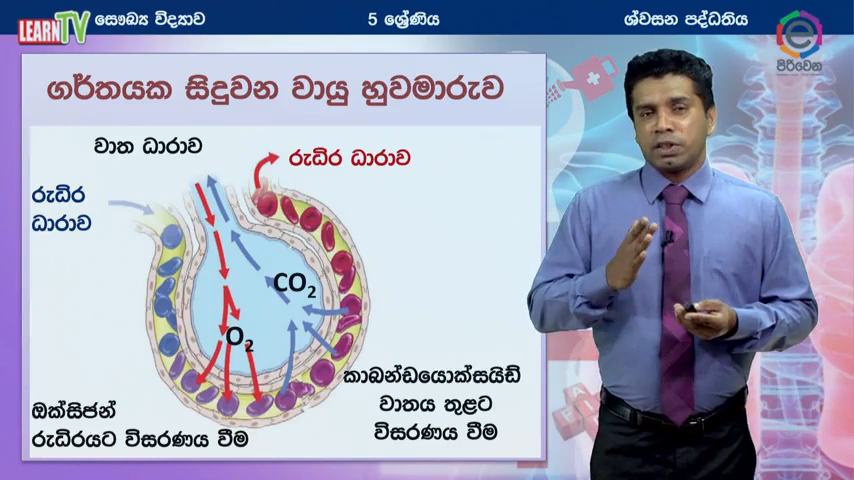 LEARN TV
සෞඛ්‍ය විද්‍යාව
5 ශ්‍රේණිය
ශ්වසන පද්ධතිය
පිරිවෙන
ගර්තයක සිදුවන වායු හුවමාරුව
වාත ධාරාව
රුධිර ධාරාව
රුධිර
ධාරාව
CO₂
O₂
ඔක්සිජන්
රුධිරයට විසරණය වීම
කාබන්ඩයොක්සයිඩ්
වාතය තුළට
විසරණය වීම